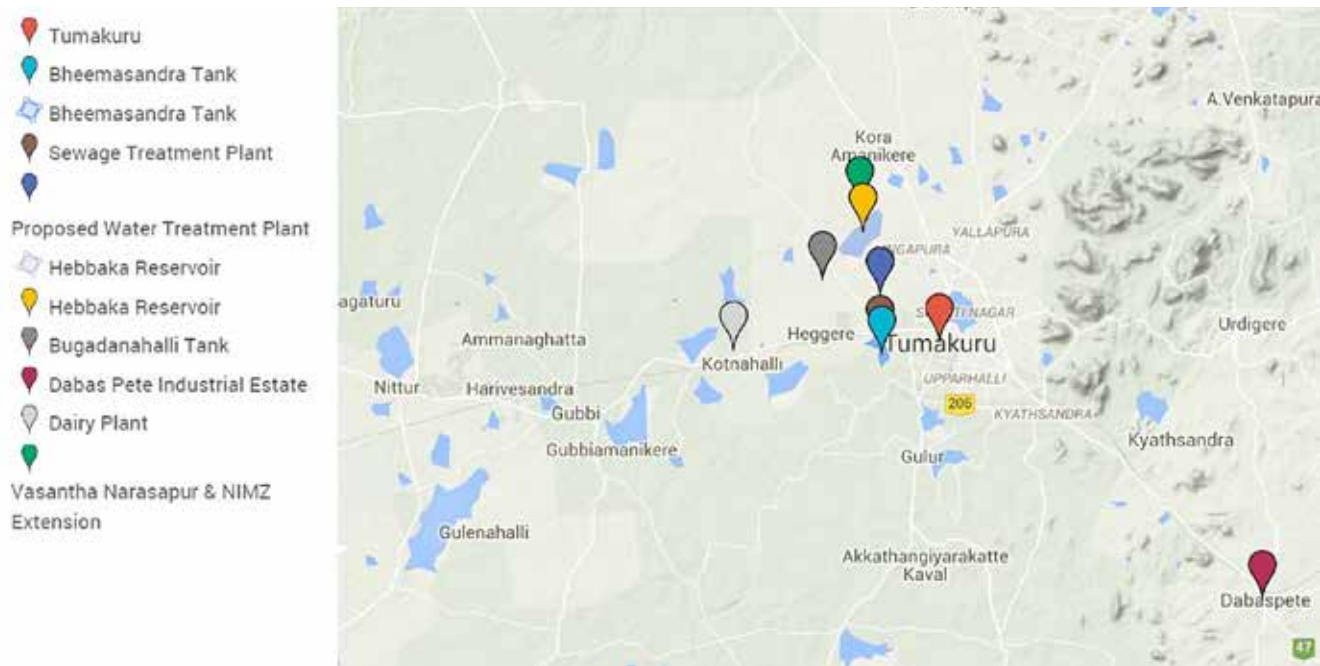 Tumakuru
Bheemasandra Tank
Bheemasandra Tank
Sewage Treatment Plant
Proposed Water Treatment Plant
Hebbaka Reservoir
Hebbaka Reservoir
Bugadanahalli Tank
Dabas Pete Industrial Estate
Dairy Plant
Vasantha Narasapur & NIMZ
Extension
A.Venkatapura
Kora
Amanikere
YALLAPURA
agaturu
Ammanaghatta
Heggere
Tumakuru
Urdigere
Kotnahalli
UPPARHALLI
Nittur
Harivesandra
Gubbi
206
KYATHSANDRA
Kyathsandra
Gubbiamanikere
Gulur
Gulenahalli
Akkathangiyarakatte
Kaval
Dabaspete
47